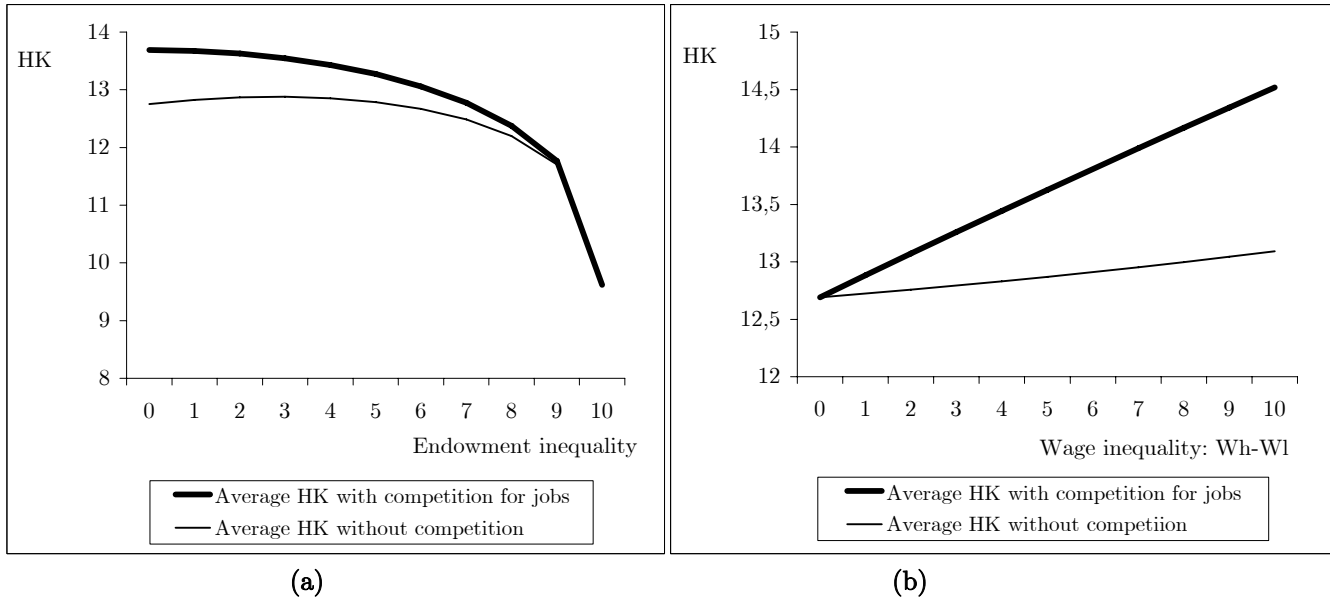 HK
14
13
12
11
10
9
8
0 1 2 3 4 5 6 7 8 9 10
Endowment inequality
Average HK with competition for jobs
Average HK without competition
(a)
HK
15
14,5
14
13,5
13
12,5
12
0 1 2 3 4 5 6 7 8 9 10
Wage inequality: Wh-Wl
Average HK with competition for jobs
Average HK without competiion
(b)